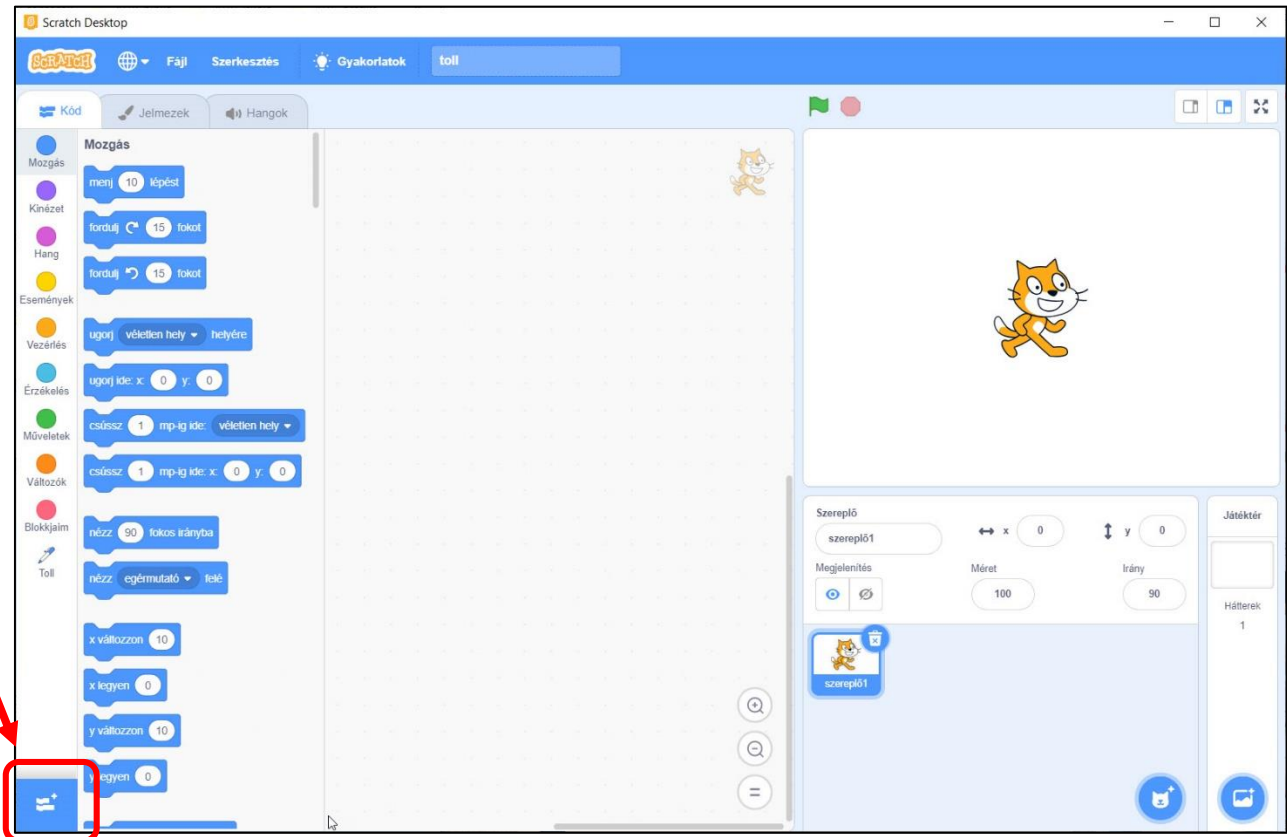 Scratch Desktop
SCRATCH Fájl Szerkesztés Gyakorlatok toll
Kód Jelmezek Hangok
Mozgás
Kinézet
Hang
Események
Vezérlés
Érzékelés
Műveletek
Változók
Blokkjaim
Toll
Mozgás
menj 10 lépést
fordulj 15 fokot
fordulj 15 fokot
ugorj véletlen hely helyére
ugorj ide: x: 0 y: 0
csússz 1 mp-ig ide: véletlen hely
csússz 1 mp-ig ide: x: 0 y: 0
nézz 90 fokos irányba
nézz egérmutató felé
x változzon 10
x legyen 0
y változzon 10
y legyen 0
Szereplő
szereplő1 x 0 y 0
Megjelenítés Méret Irány
100 90
szereplő1
Játéktér
Hátterek
1